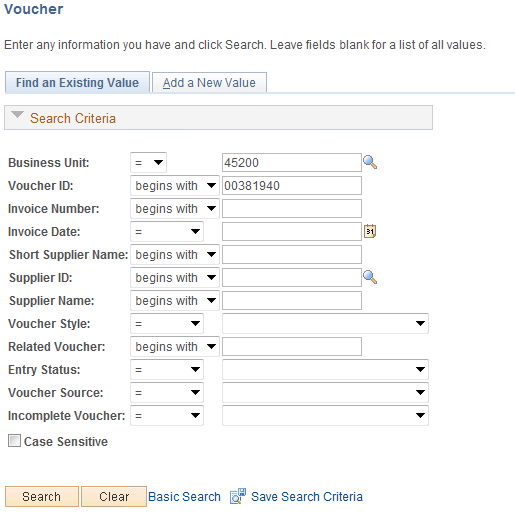 Voucher
Enter any information you have and click Search. Leave fields blank for a list of all values.
Find an Existing Value Add a New Value
Search Criteria
Business Unit: = 45200
Voucher ID: begins with 00381940
Invoice Number: begins with
Invoice Date: = 31
Short Supplier Name: begins with
Supplier ID: begins with
Supplier Name: begins with
Voucher Style: =
Related Voucher: begins with
Entry Status: =
Voucher Source: =
Incomplete Voucher: =
Case Sensitive
Search Clear Basic Search Save Search Criteria